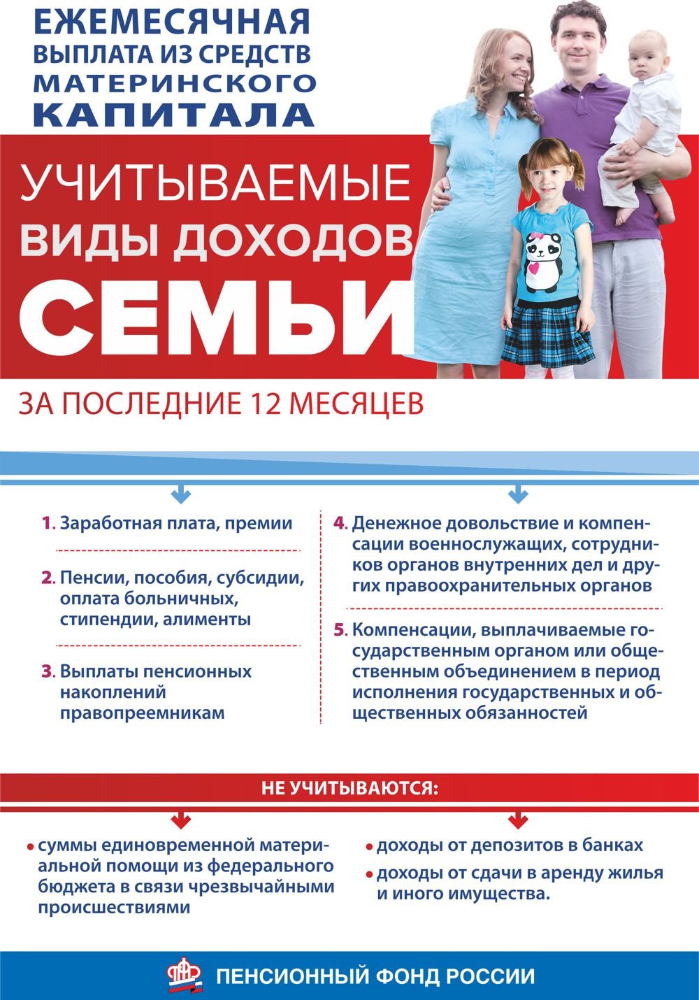 ЕЖЕМЕСЯЧНАЯ
ВЫПЛАТА ИЗ СРЕДСТВ
МАТЕРИНСКОГО
КАПИТАЛА
УЧИТЫВАЕМЫЕ
ВИДЫ ДОХОДОВ
СЕМЬИ
ЗА ПОСЛЕДНИЕ 12 МЕСЯЦЕВ
1. Заработная плата, премии
2. Пенсии, пособия, субсидии,
оплата больничных,
стипендии, алименты
3. Выплаты пенсионных
накоплений
правопреемникам
4. Денежное довольствие и компен-
сации военнослужащих, сотрудни-
ков органов внутренних дел и дру-
гих правоохранительных органов
5. Компенсации, выплачиваемые го-
сударственным органом или обще-
ственным объединением в период
исполнения государственных и об-
щественных обязанностей
НЕ УЧИТЫВАЮТСЯ:
• суммы единовременной матери-
альной помощи из федерального
бюджета в связи чрезвычайными
происшествиями
• доходы от депозитов в банках
• доходы от сдачи в аренду жилья
и иного имущества.
ПЕНСИОННЫЙ ФОНД РОССИИ